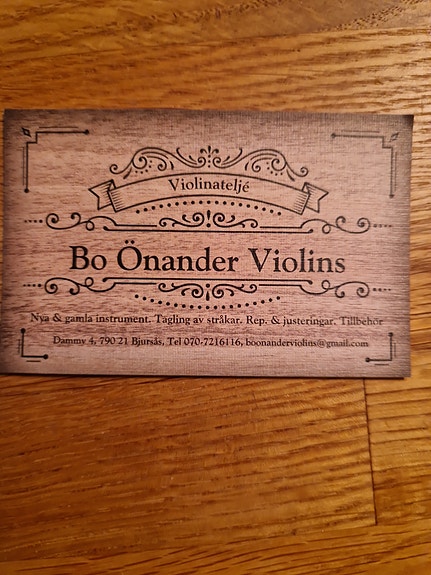 Violinateljé
Bo Önander Violins
Nya & gamla instrument. Tagling av stråkar. Rep. & justeringar. Tillbehör
Dammy 4, 790 21 Bjursås, Tel 070-7216116, boonanderviolins@gmail.com